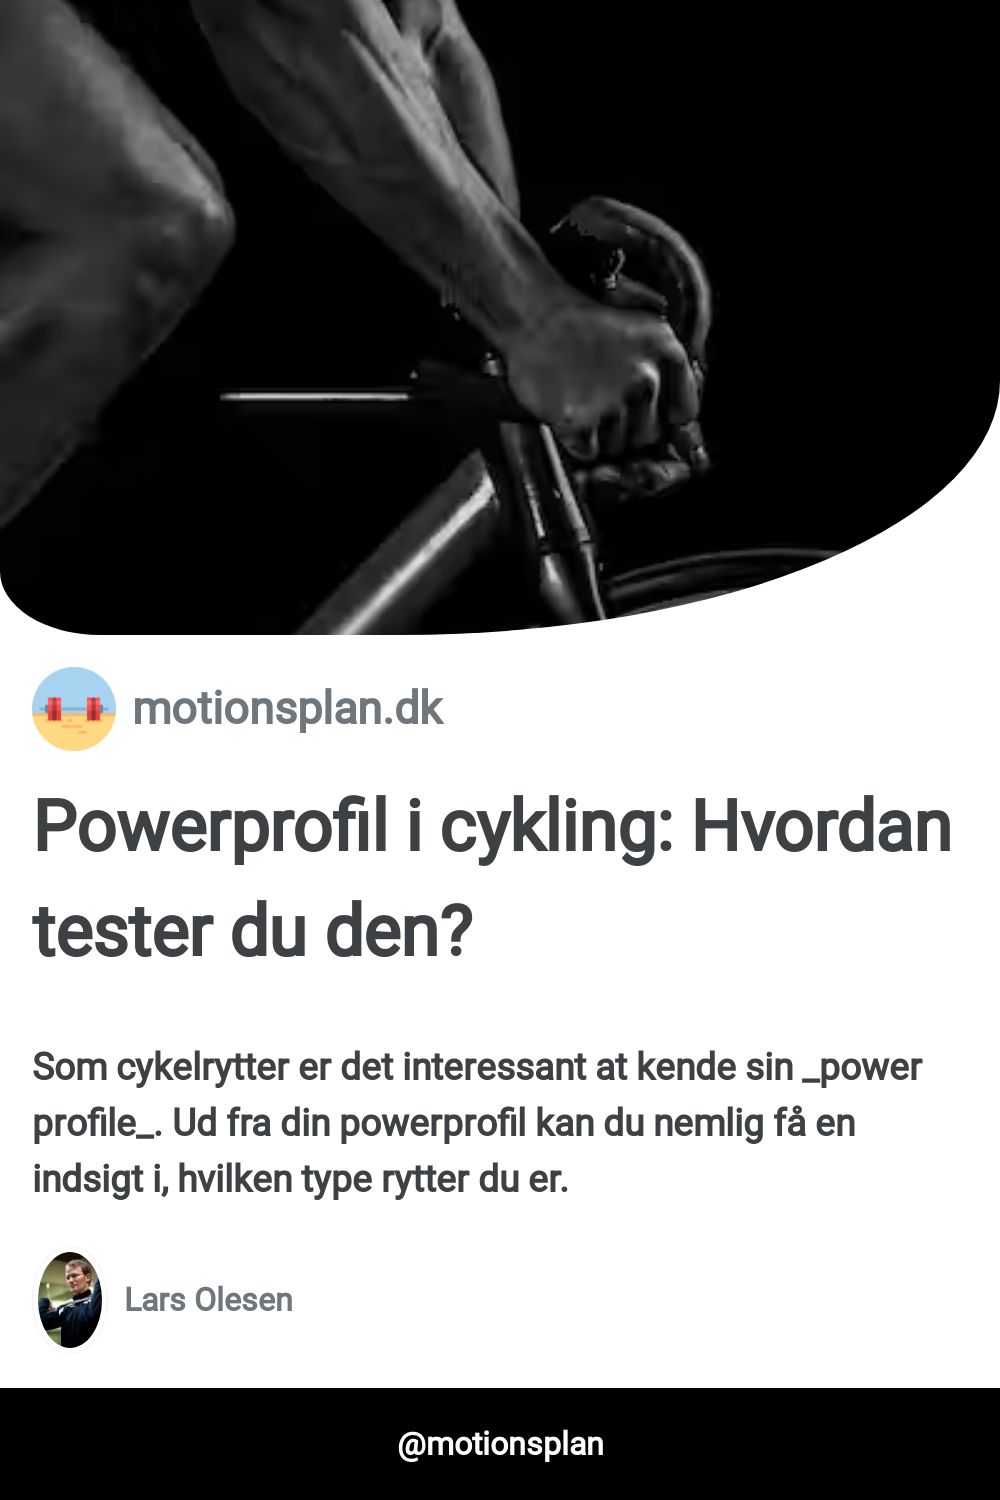 motionsplan.dk
Powerprofil i cykling: Hvordan
tester du den?
Som cykelrytter er det interessant at kende sin _power
profile_. Ud fra din powerprofil kan du nemlig få en
indsigt i, hvilken type rytter du er.
Lars Olesen
@motionsplan